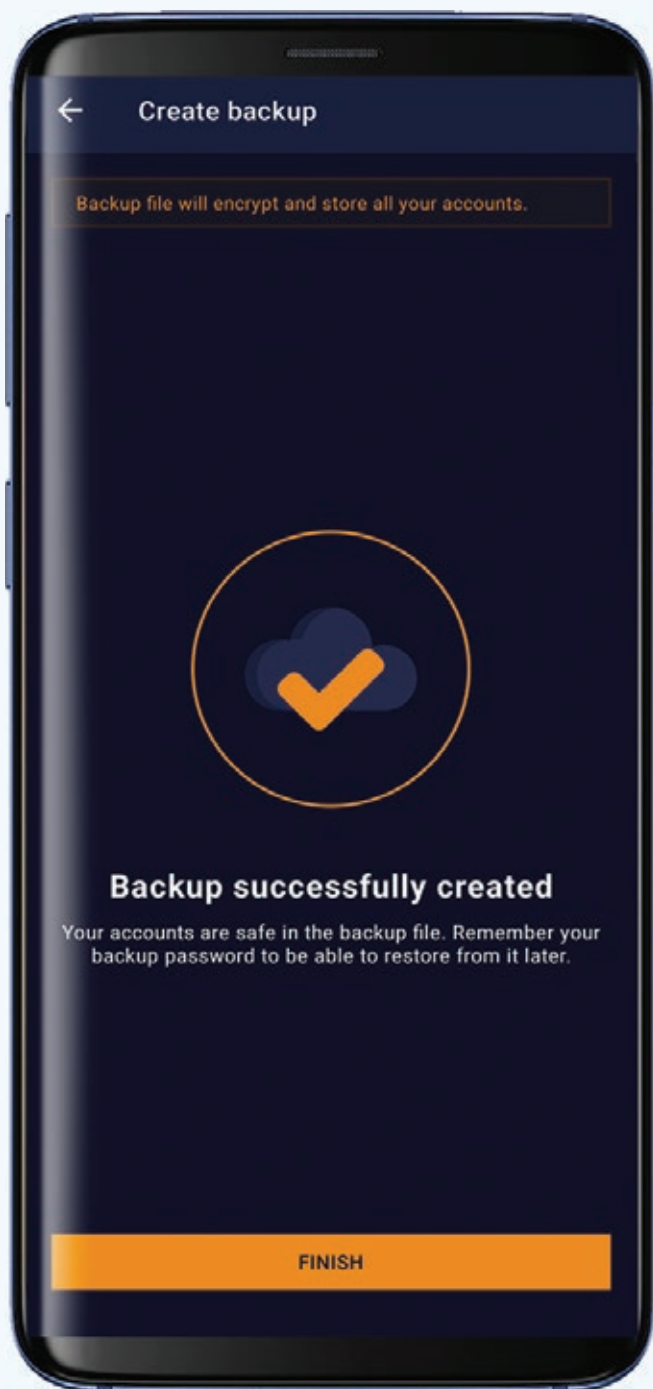 Create backup
Backup file will encrypt and store all your accounts.
Backup successfully created
Your accounts are safe in the backup file. Remember your
backup password to be able to restore from it later.
FINISH